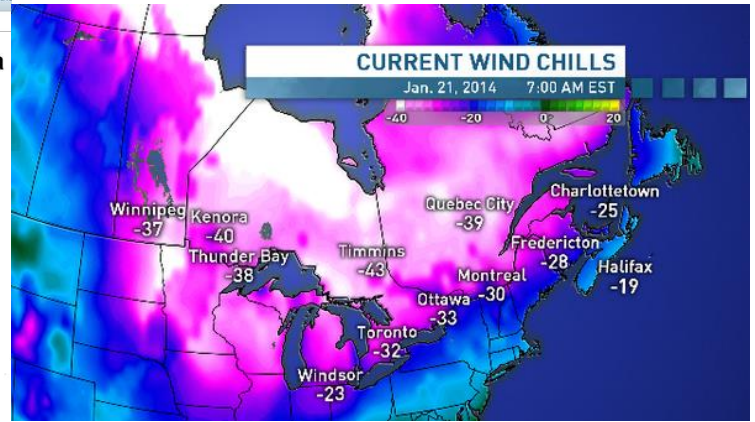 CURRENT WIND CHILLS
Jan. 21, 2014 7:00 AM EST
-40 -20 0 20
Winnipeg
-37
Kenora
-40
Thunder Bay
-38
Timmins
-43
Quebec City
-39
Charlottetown
-25
Fredericton
-28
Halifax
-19
Montreal
-30
Ottawa
-33
Toronto
-32
Windsor
-23